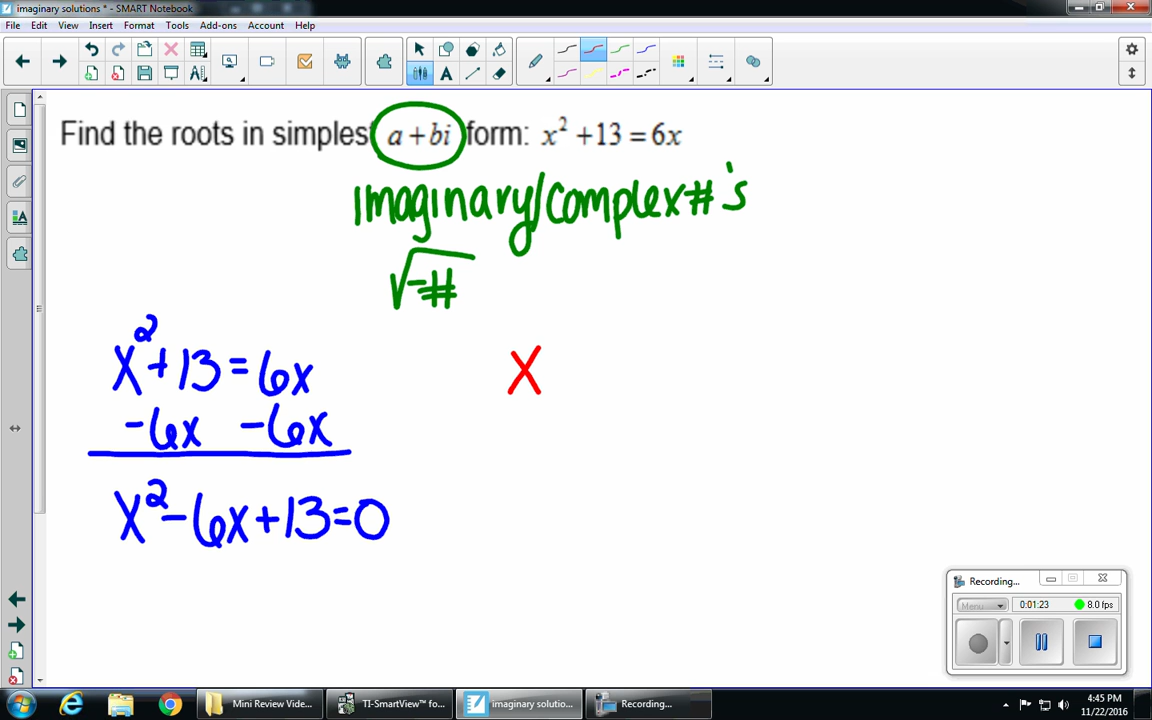 imaginary solutions * - SMART Notebook
File Edit View Insert Format Tools Add-ons Account Help
Find the roots in simplest a + bi form: x² + 13 = 6x
Imaginary/Complex #'s
√-#
x² + 13 = 6x
-6x -6x
x² - 6x + 13 = 0
X
Recording...
Menu 0:01:23 8.0 fps
Mini Review Vide... TI-SmartView™ fo... imaginary solutio... Recording...
4:45 PM
11/22/2016